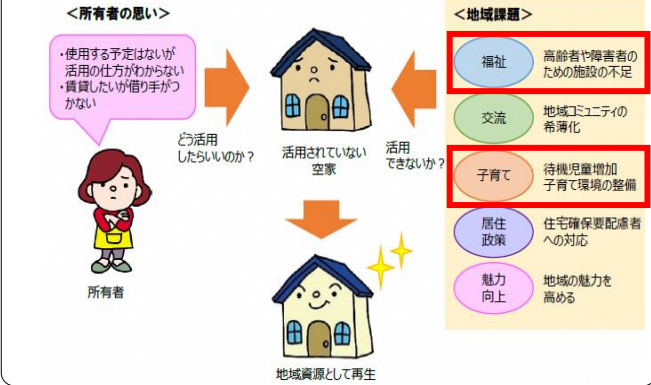 ＜所有者の思い＞
・使用する予定はないが
活用の仕方がわからない
・賃貸したいが借り手がつ
かない
どう活用
したらいいのか？
所有者
活用されていない
空家
活用
できないか？
地域資源として再生
＜地域課題＞
福祉
高齢者や障害者の
ための施設の不足
交流
地域コミュニティの
希薄化
子育て
待機児童増加
子育て環境の整備
居住
政策
住宅確保要配慮者
への対応
魅力
向上
地域の魅力を
高める